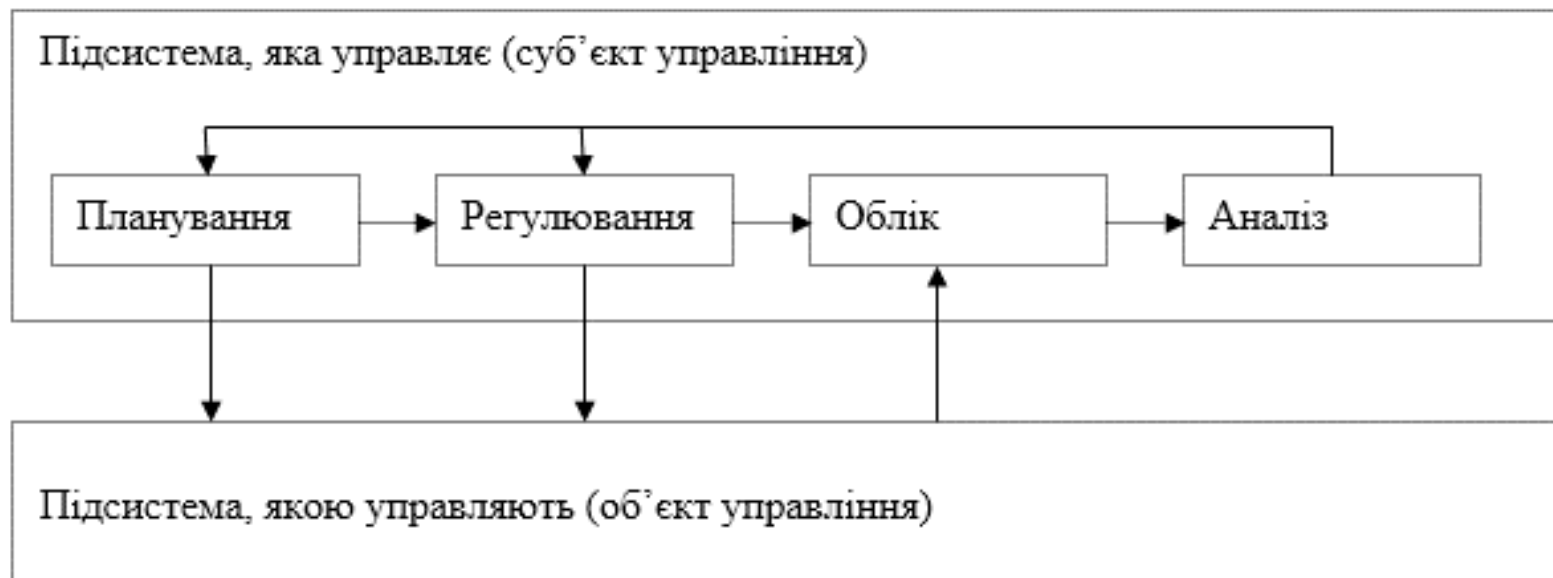 Підсистема, яка управляє (суб’єкт управління)
Планування
Регулювання
Облік
Аналіз
Підсистема, якою управляють (об’єкт управління)